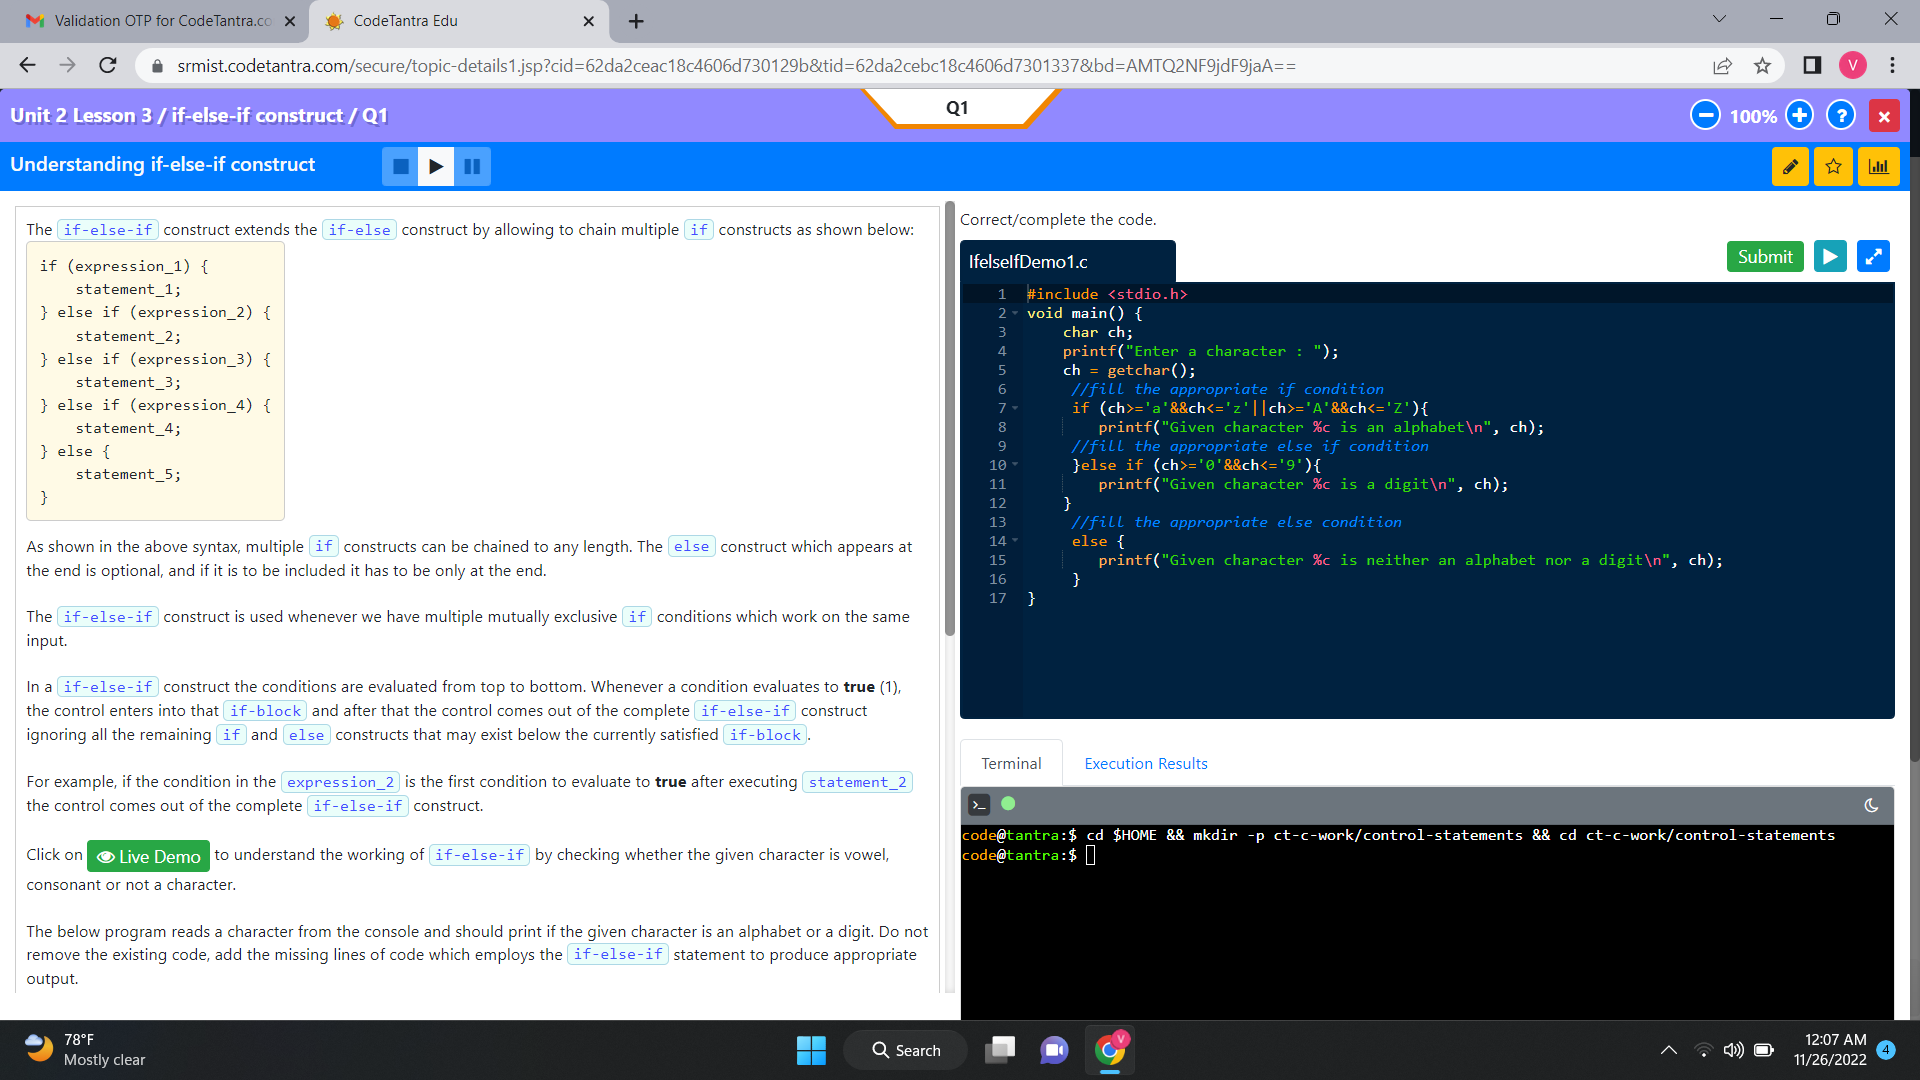 Validation OTP for CodeTantra.co
CodeTantra Edu
srmist.codetantra.com/secure/topic-details1.jsp?cid=62da2ceac18c4606d730129b&tid=62da2cebc18c4606d7301337&bd=AMTQ2NF9jdF9jaA==
V
Unit 2 Lesson 3 / if-else-if construct / Q1
Q1
100%
?
Understanding if-else-if construct
The if-else-if construct extends the if-else construct by allowing to chain multiple if constructs as shown below:
if (expression_1) {
statement_1;
} else if (expression_2) {
statement_2;
} else if (expression_3) {
statement_3;
} else if (expression_4) {
statement_4;
} else {
statement_5;
}
As shown in the above syntax, multiple if constructs can be chained to any length. The else construct which appears at
the end is optional, and if it is to be included it has to be only at the end.
The if-else-if construct is used whenever we have multiple mutually exclusive if conditions which work on the same
input.
In a if-else-if construct the conditions are evaluated from top to bottom. Whenever a condition evaluates to true (1),
the control enters into that if-block and after that the control comes out of the complete if-else-if construct
ignoring all the remaining if and else constructs that may exist below the currently satisfied if-block.
For example, if the condition in the expression_2 is the first condition to evaluate to true after executing statement_2
the control comes out of the complete if-else-if construct.
Click on Live Demo to understand the working of if-else-if by checking whether the given character is vowel,
consonant or not a character.
The below program reads a character from the console and should print if the given character is an alphabet or a digit. Do not
remove the existing code, add the missing lines of code which employs the if-else-if statement to produce appropriate
output.
Correct/complete the code.
IfelseIfDemo1.c
Submit
1 #include <stdio.h>
2 void main() {
3 char ch;
4 printf("Enter a character : ");
5 ch = getchar();
6 //fill the appropriate if condition
7 if (ch>='a'&&ch<='z'||ch>='A'&&ch<='Z'){
8 printf("Given character %c is an alphabet\n", ch);
9 //fill the appropriate else if condition
10 }else if (ch>='0'&&ch<='9'){
11 printf("Given character %c is a digit\n", ch);
12 }
13 //fill the appropriate else condition
14 else {
15 printf("Given character %c is neither an alphabet nor a digit\n", ch);
16 }
17 }
Terminal
Execution Results
code@tantra:$ cd $HOME && mkdir -p ct-c-work/control-statements && cd ct-c-work/control-statements
code@tantra:$
78°F
Mostly clear
Search
V
12:07 AM
11/26/2022
4